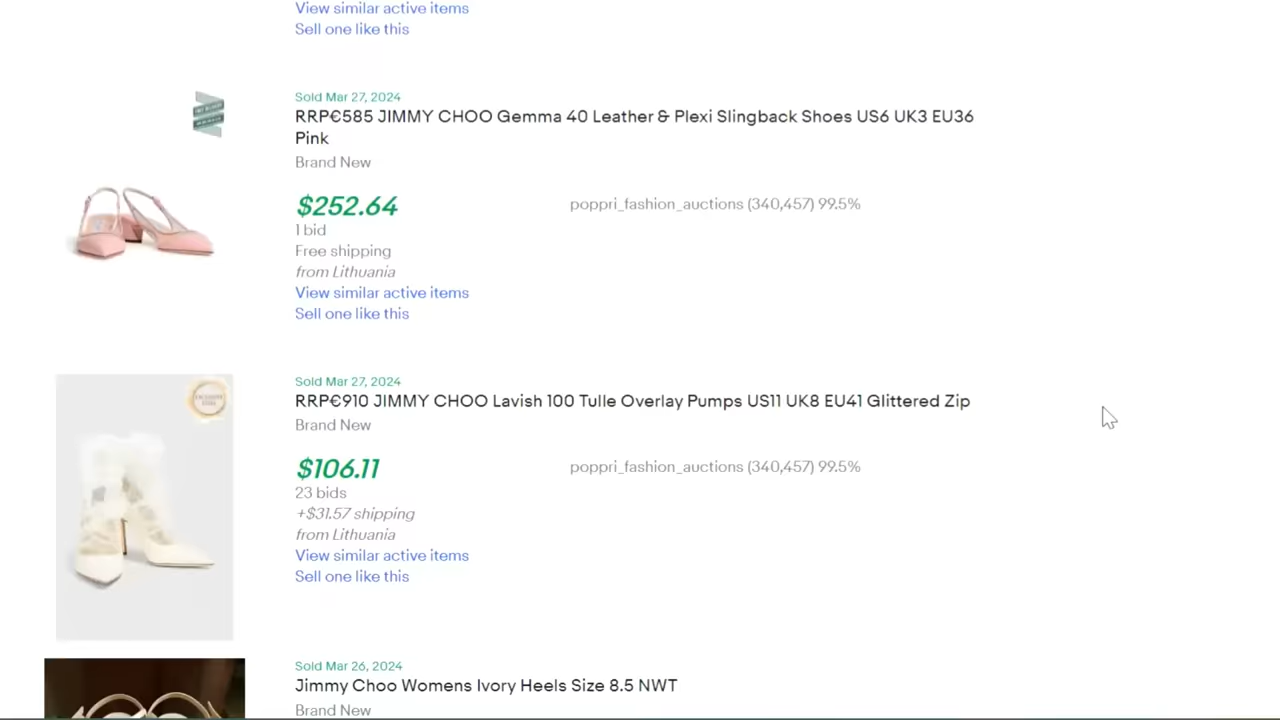 View similar active items
Sell one like this
Sold Mar 27, 2024
RRP€585 JIMMY CHOO Gemma 40 Leather & Plexi Slingback Shoes US6 UK3 EU36
Pink
Brand New
$252.64
poppri_fashion_auctions (340,457) 99.5%
1 bid
Free shipping
from Lithuania
View similar active items
Sell one like this
Sold Mar 27, 2024
RRP€910 JIMMY CHOO Lavish 100 Tulle Overlay Pumps US11 UK8 EU41 Glittered Zip
Brand New
$106.11
poppri_fashion_auctions (340,457) 99.5%
23 bids
+$31.57 shipping
from Lithuania
View similar active items
Sell one like this
Sold Mar 26, 2024
Jimmy Choo Womens Ivory Heels Size 8.5 NWT
Brand New